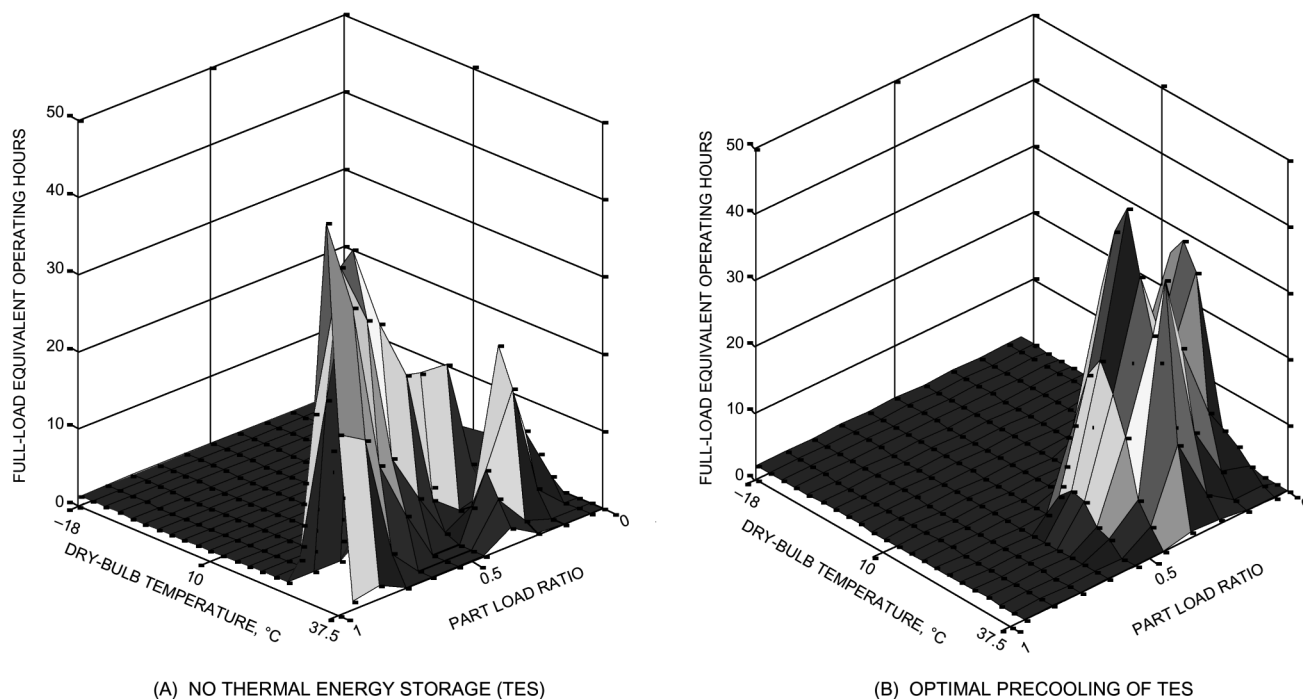 FULL-LOAD EQUIVALENT OPERATING HOURS
50
40
30
20
10
0
–18
10
37.5
DRY-BULB TEMPERATURE, °C
1
0.5
0
PART LOAD RATIO
(A) NO THERMAL ENERGY STORAGE (TES)
FULL-LOAD EQUIVALENT OPERATING HOURS
50
40
30
20
10
0
–18
10
37.5
DRY-BULB TEMPERATURE, °C
1
0.5
PART LOAD RATIO
(B) OPTIMAL PRECOOLING OF TES